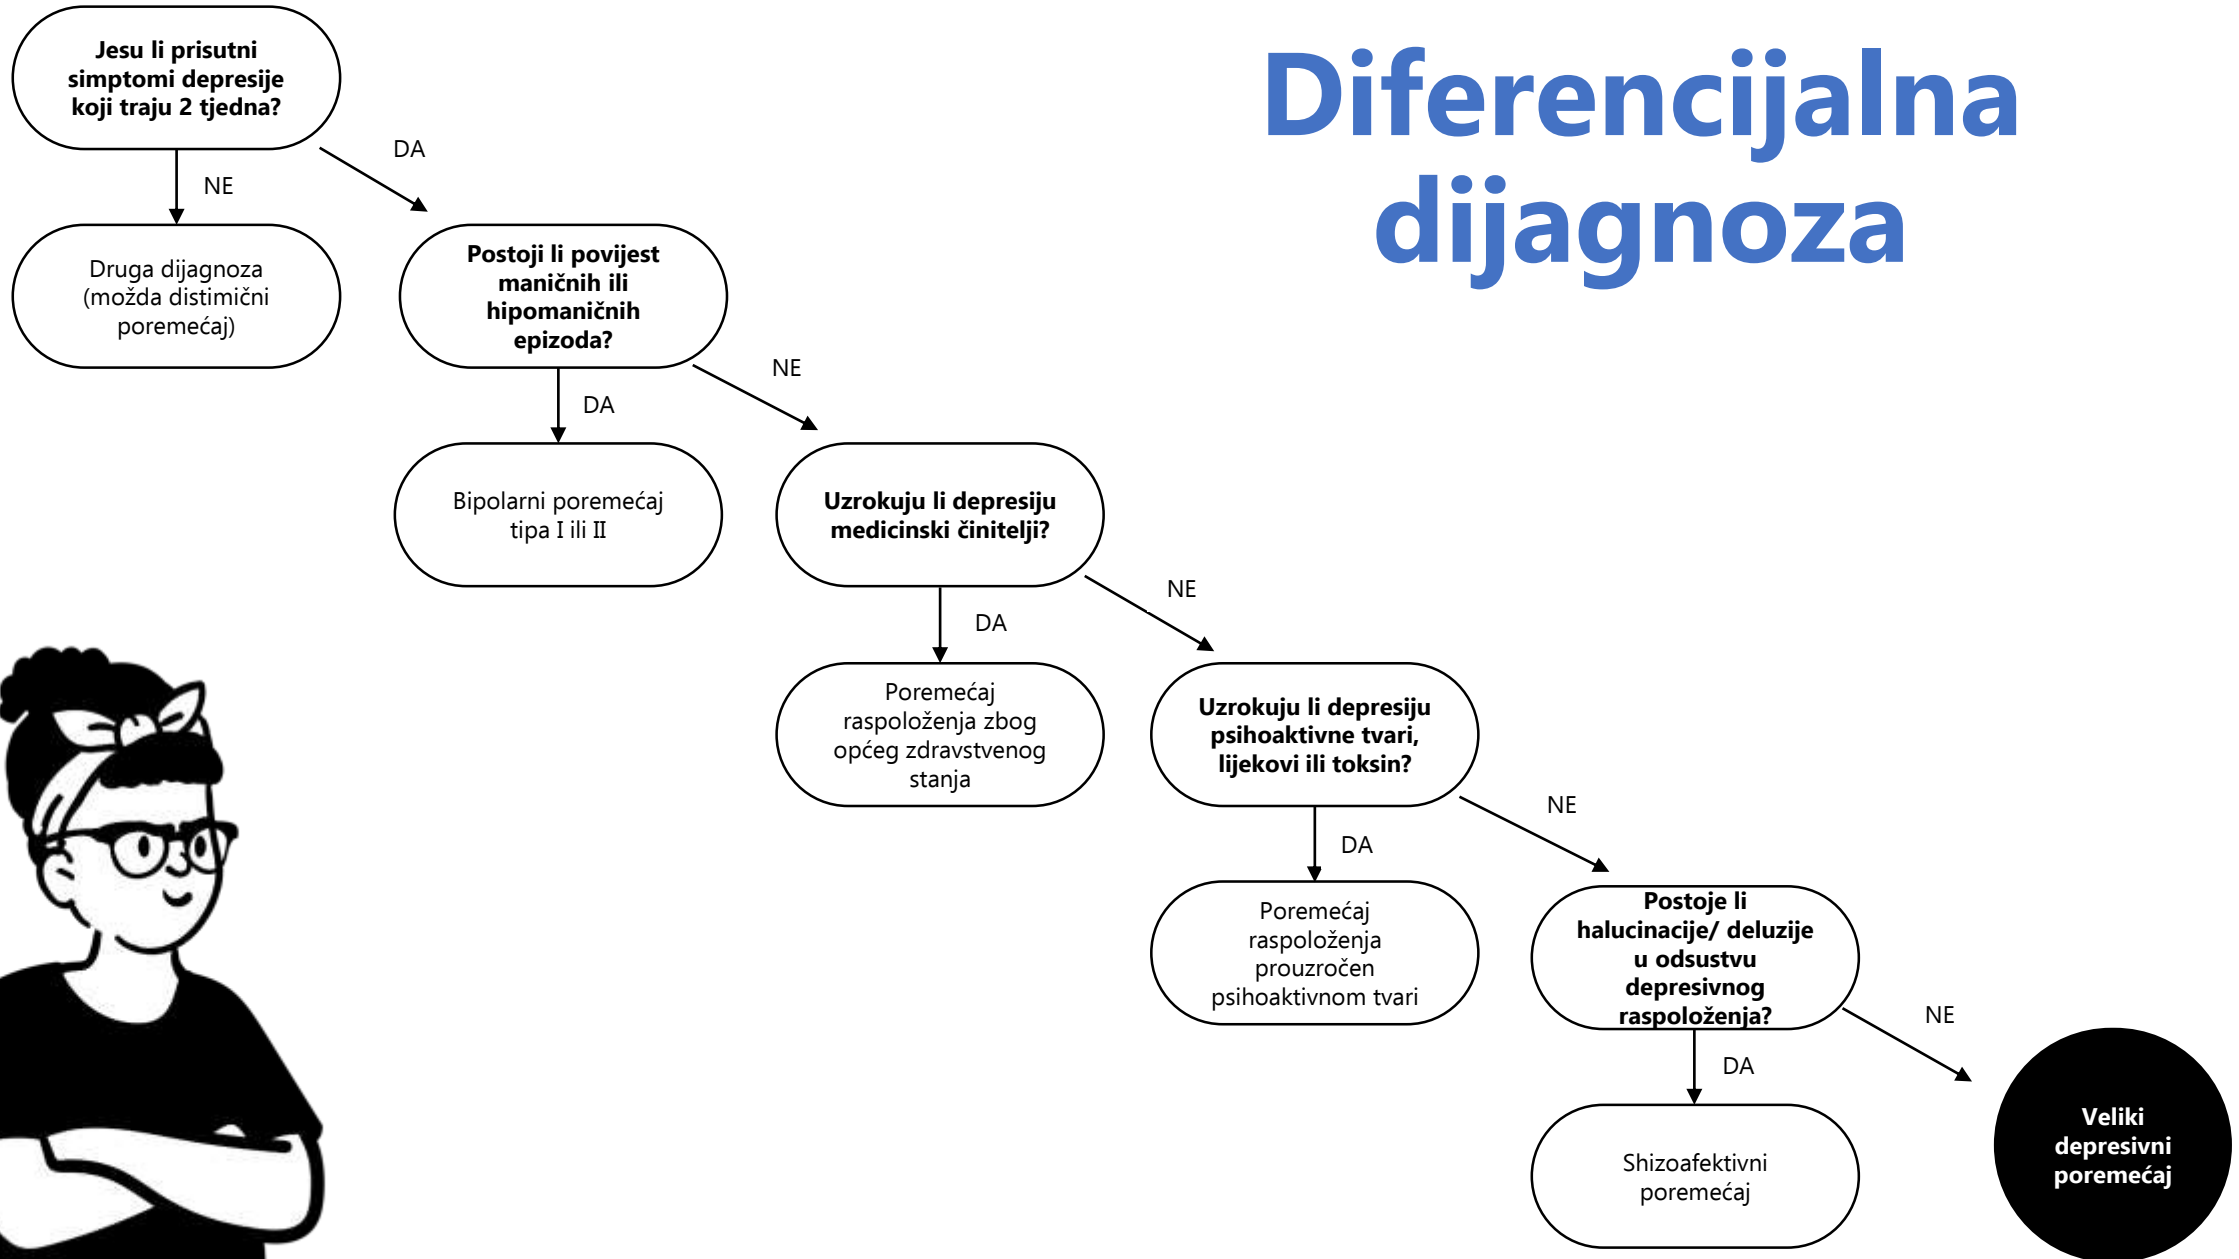 Diferencijalna
dijagnoza
Jesu li prisutni
simptomi depresije
koji traju 2 tjedna?
DA
NE
Druga dijagnoza
(možda distimični
poremećaj)
Postoji li povijest
maničnih ili
hipomaničnih
epizoda?
NE
DA
Bipolarni poremećaj
tipa I ili II
Uzrokuju li depresiju
medicinski činitelji?
NE
DA
Poremećaj
raspoloženja zbog
općeg zdravstvenog
stanja
Uzrokuju li depresiju
psihoaktivne tvari,
lijekovi ili toksin?
NE
DA
Poremećaj
raspoloženja
prouzročen
psihoaktivnom tvari
Postoje li
halucinacije/ deluzije
u odsustvu
depresivnog
raspoloženja?
NE
DA
Shizoafektivni
poremećaj
Veliki
depresivni
poremećaj